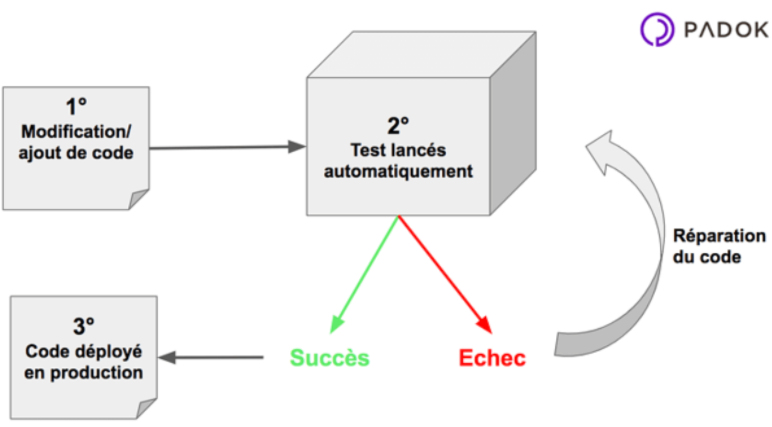 PADOK
1°
Modification/
ajout de code
2°
Test lancés
automatiquement
Réparation
du code
3°
Code déployé
en production
Succès
Echec